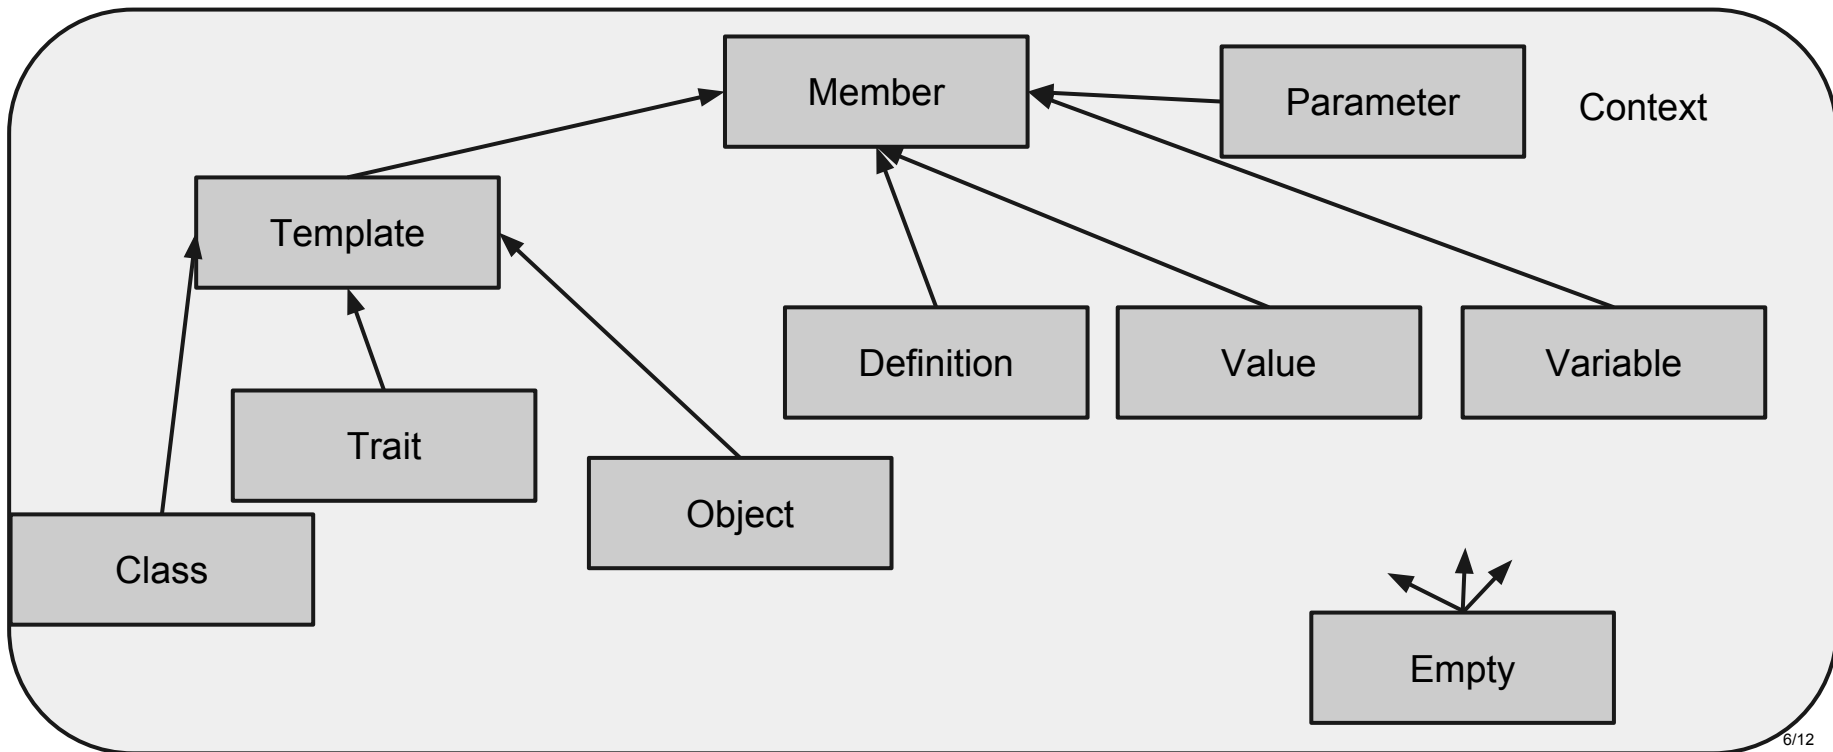 Member
Parameter
Context
Template
Definition
Value
Variable
Trait
Object
Class
Empty
6/12